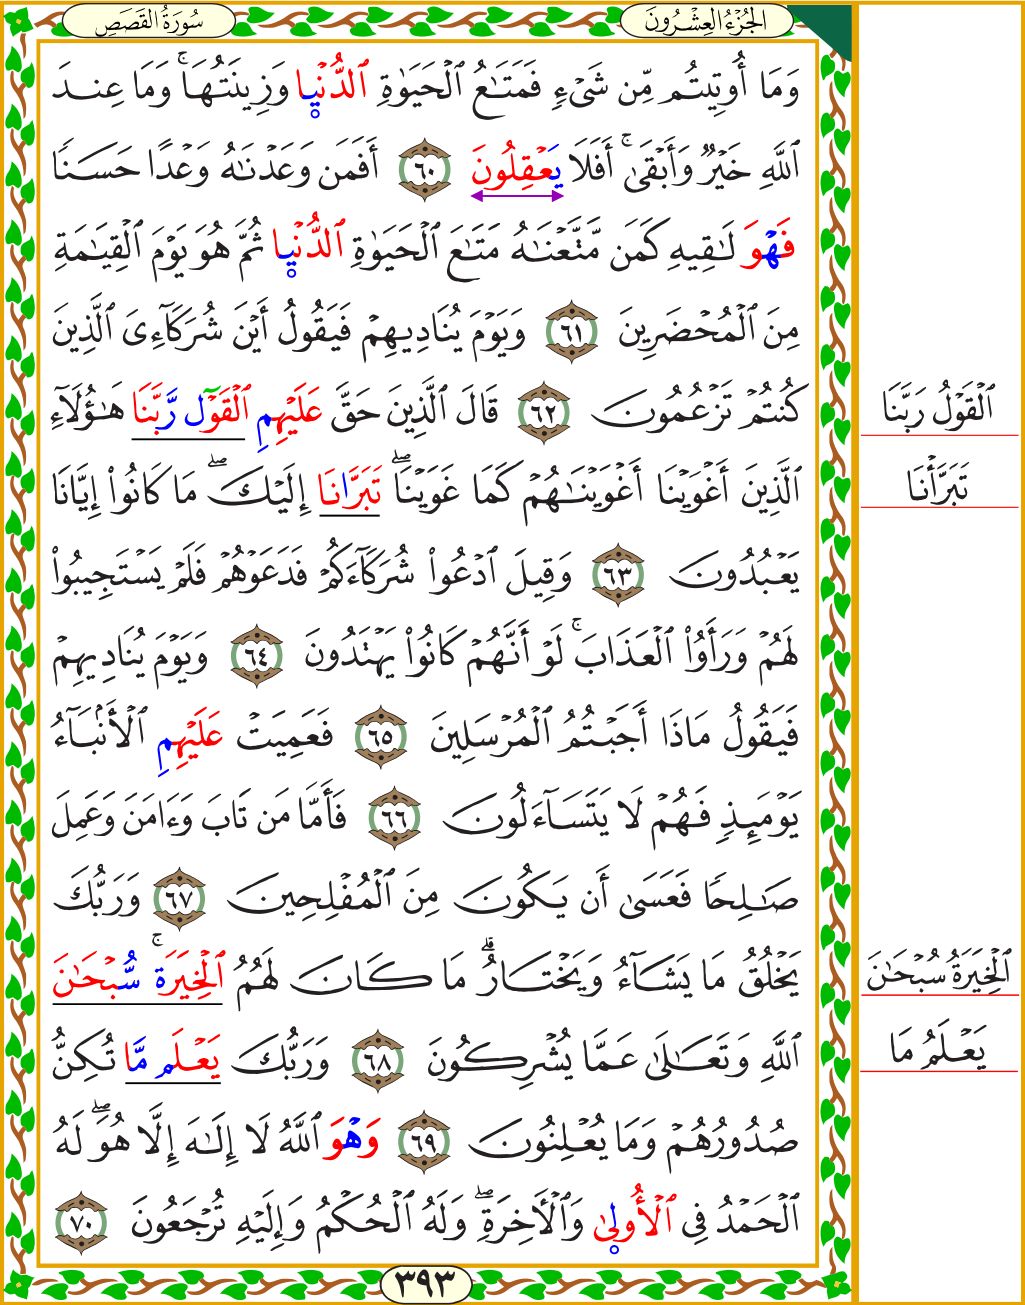 الجُزْءُ العِشْرُونَ
سُورَةُ القَصَصِ
وَمَا أُوتِيتُم مِّن شَىْءٍ فَمَتَٰعُ ٱلْحَيَوٰةِ ٱلدُّنْيٜا وَزِينَتُهَا ۚ وَمَا عِندَ
ٱللَّهِ خَيْرٌ وَأَبْقَىٰ ۚ أَفَلَا يَعْقِلُونَ ٦٠ أَفَمَن وَعَدْنَٰهُ وَعْدًا حَسَنًا
فَهْوَ لَٰقِيهِ كَمَن مَّتَّعْنَٰهُ مَتَٰعَ ٱلْحَيَوٰةِ ٱلدُّنْيٜا ثُمَّ هُوَ يَوْمَ ٱلْقِيَٰمَةِ
مِنَ ٱلْمُحْضَرِينَ ٦١ وَيَوْمَ يُنَادِيهِمْ فَيَقُولُ أَيْنَ شُرَكَآءِىَ ٱلَّذِينَ
كُنتُمْ تَزْعُمُونَ ٦٢ قَالَ ٱلَّذِينَ حَقَّ عَلَيْهِمِ ٱلْقَوْل رَّبَّنَا هَٰٓؤُلَآءِ
ٱلْقَوْلُ رَبَّنَا
ٱلَّذِينَ أَغْوَيْنَا أَغْوَيْنَٰهُمْ كَمَا غَوَيْنَا ۖ تَبَرَّانَا إِلَيْكَ ۖ مَا كَانُوا۟ إِيَّانَا
تَبَرَّأْنَا
يَعْبُدُونَ ٦٣ وَقِيلَ ٱدْعُوا۟ شُرَكَآءَكُمْ فَدَعَوْهُمْ فَلَمْ يَسْتَجِيبُوا۟
لَهُمْ وَرَأَوُا۟ ٱلْعَذَابَ ۚ لَوْ أَنَّهُمْ كَانُوا۟ يَهْتَدُونَ ٦٤ وَيَوْمَ يُنَادِيهِمْ
فَيَقُولُ مَاذَا أَجَبْتُمُ ٱلْمُرْسَلِينَ ٦٥ فَعَمِيَتْ عَلَيْهِمِ ٱلْأَنۢبَآءُ
يَوْمَئِذٍ فَهُمْ لَا يَتَسَآءَلُونَ ٦٦ فَأَمَّا مَن تَابَ وَءَامَنَ وَعَمِلَ
صَٰلِحًا فَعَسَىٰ أَن يَكُونَ مِنَ ٱلْمُفْلِحِينَ ٦٧ وَرَبُّكَ
يَخْلُقُ مَا يَشَآءُ وَيَخْتَارُ ۗ مَا كَانَ لَهُمُ ٱلْخِيَرَة ۚ سُّبْحَٰنَ
ٱلْخِيَرَةُ سُبْحَٰنَ
ٱللَّهِ وَتَعَٰلَىٰ عَمَّا يُشْرِكُونَ ٦٨ وَرَبُّكَ يَعْلَم مَّا تُكِنُّ
يَعْلَمُ مَا
صُدُورُهُمْ وَمَا يُعْلِنُونَ ٦٩ وَهْوَ ٱللَّهُ لَا إِلَٰهَ إِلَّا هُوَ ۖ لَهُ
ٱلْحَمْدُ فِى ٱلْأُولٜىٰ وَٱلْأَخِرَةِ ۖ وَلَهُ ٱلْحُكْمُ وَإِلَيْهِ تُرْجَعُونَ ٧٠
٣٩٣